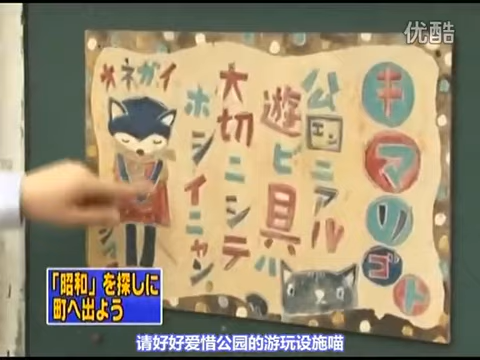 优酷
キマリゴト
公園ニアル
遊ビ具ハ
大切ニシテ
ホシイニャン
オネガイ
「昭和」を探しに
町へ出よう
请好好爱惜公园的游玩设施喵